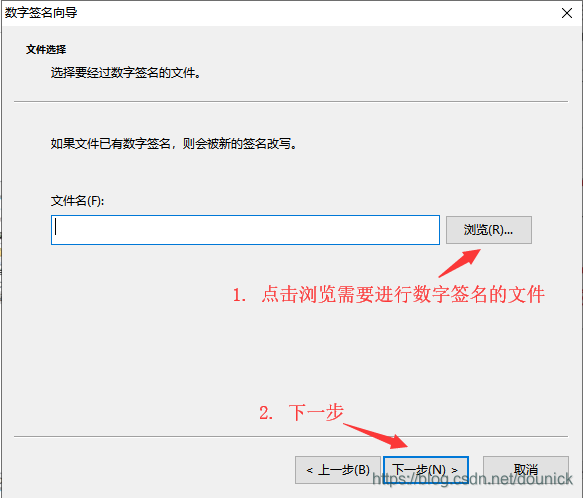 数字签名向导
文件选择
选择要经过数字签名的文件。
如果文件已有数字签名，则会被新的签名改写。
文件名(F):
浏览(R)...
1. 点击浏览需要进行数字签名的文件
2. 下一步
< 上一步(B)
下一步(N) >
取消
https://blog.csdn.net/dounick